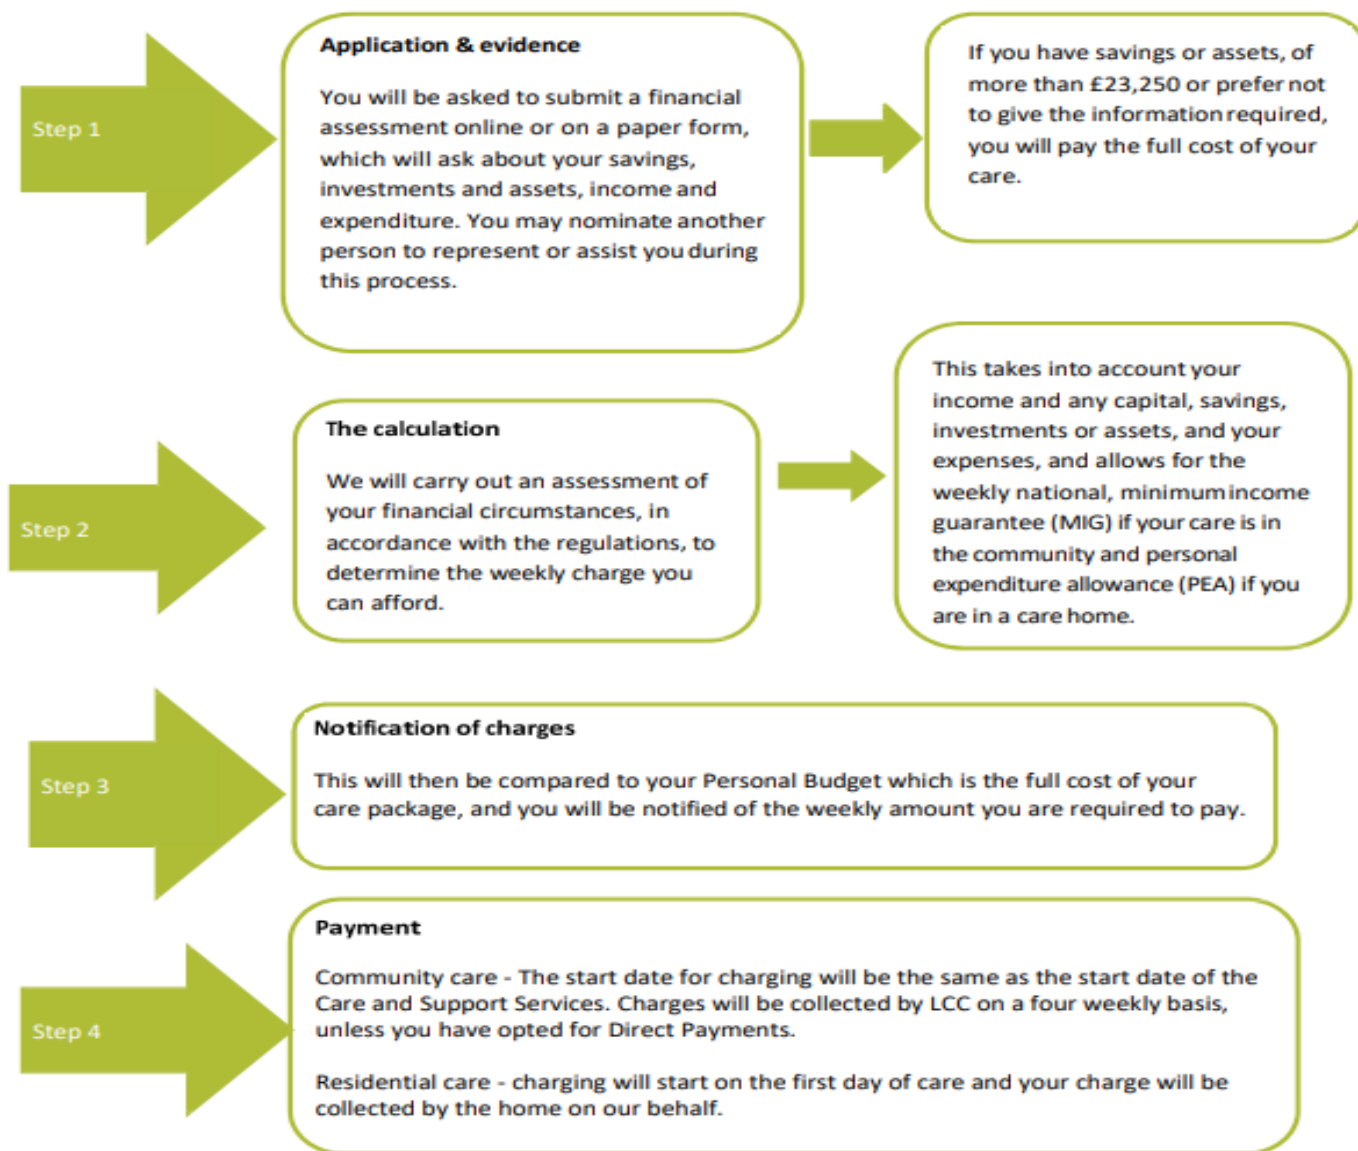 Step 1
Application & evidence
You will be asked to submit a financial
assessment online or on a paper form,
which will ask about your savings,
investments and assets, income and
expenditure. You may nominate another
person to represent or assist you during
this process.
If you have savings or assets, of
more than £23,250 or prefer not
to give the information required,
you will pay the full cost of your
care.
Step 2
The calculation
We will carry out an assessment of
your financial circumstances, in
accordance with the regulations, to
determine the weekly charge you
can afford.
This takes into account your
income and any capital, savings,
investments or assets, and your
expenses, and allows for the
weekly national, minimum income
guarantee (MIG) if your care is in
the community and personal
expenditure allowance (PEA) if you
are in a care home.
Step 3
Notification of charges
This will then be compared to your Personal Budget which is the full cost of your
care package, and you will be notified of the weekly amount you are required to pay.
Step 4
Payment
Community care - The start date for charging will be the same as the start date of the
Care and Support Services. Charges will be collected by LCC on a four weekly basis,
unless you have opted for Direct Payments.
Residential care - charging will start on the first day of care and your charge will be
collected by the home on our behalf.